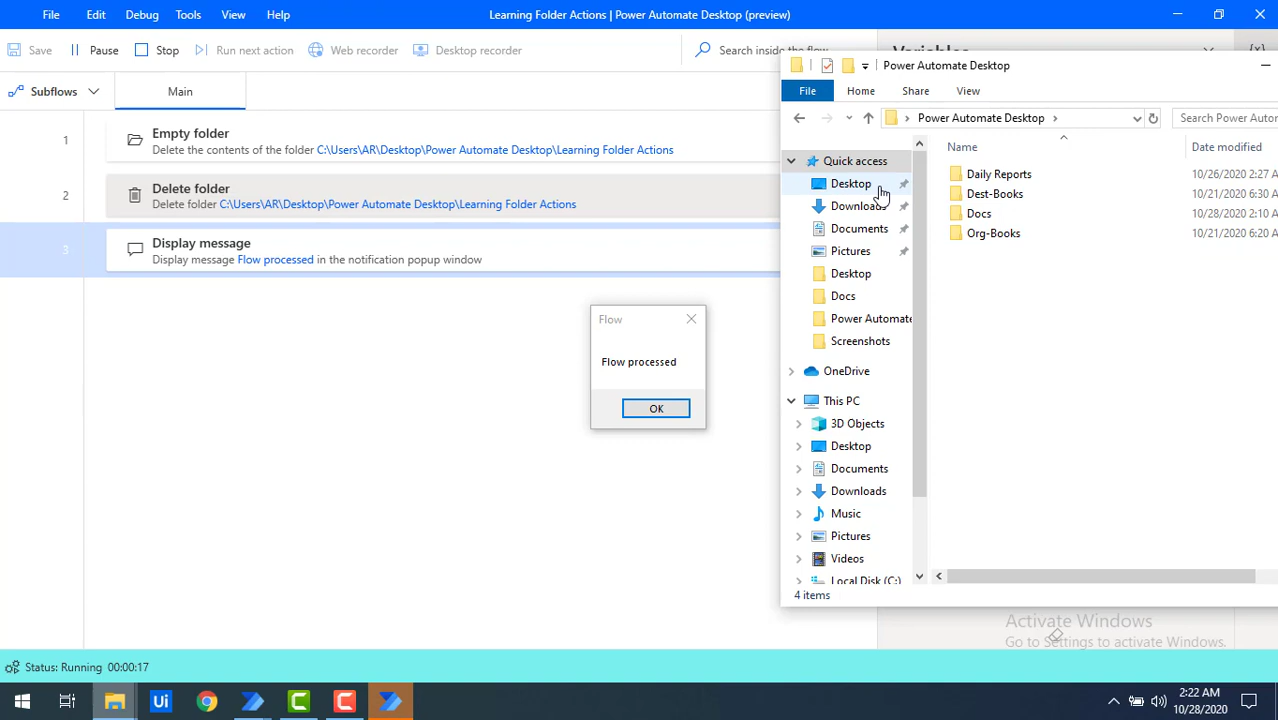 File Edit Debug Tools View Help Learning Folder Actions | Power Automate Desktop (preview)
Save Pause Stop Run next action Web recorder Desktop recorder Search inside the flow
Subflows Main
1 Empty folder
Delete the contents of the folder C:\Users\AR\Desktop\Power Automate Desktop\Learning Folder Actions
2 Delete folder
Delete folder C:\Users\AR\Desktop\Power Automate Desktop\Learning Folder Actions
3 Display message
Display message Flow processed in the notification popup window
Flow
Flow processed
OK
Power Automate Desktop
File Home Share View
Power Automate Desktop
Search Power Autor
Quick access
Desktop
Downloads
Documents
Pictures
Desktop
Docs
Power Automate
Screenshots
OneDrive
This PC
3D Objects
Desktop
Documents
Downloads
Music
Pictures
Videos
Local Disk (C:)
Name Date modified
Daily Reports 10/26/2020 2:27 A
Dest-Books 10/21/2020 6:30 A
Docs 10/28/2020 2:10 A
Org-Books 10/21/2020 6:20 A
4 items
Activate Windows
Go to Settings to activate Windows.
Status: Running 00:00:17
Ui
2:22 AM
10/28/2020